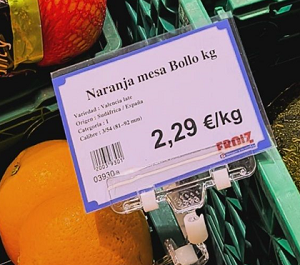 Naranja mesa Bollo kg
Variedad : Valencia late
Origen : Sudáfrica / España
Categoría : I
Calibre : 3/54 (81-92 mm)
2,29 €/kg
FROIZ
03930